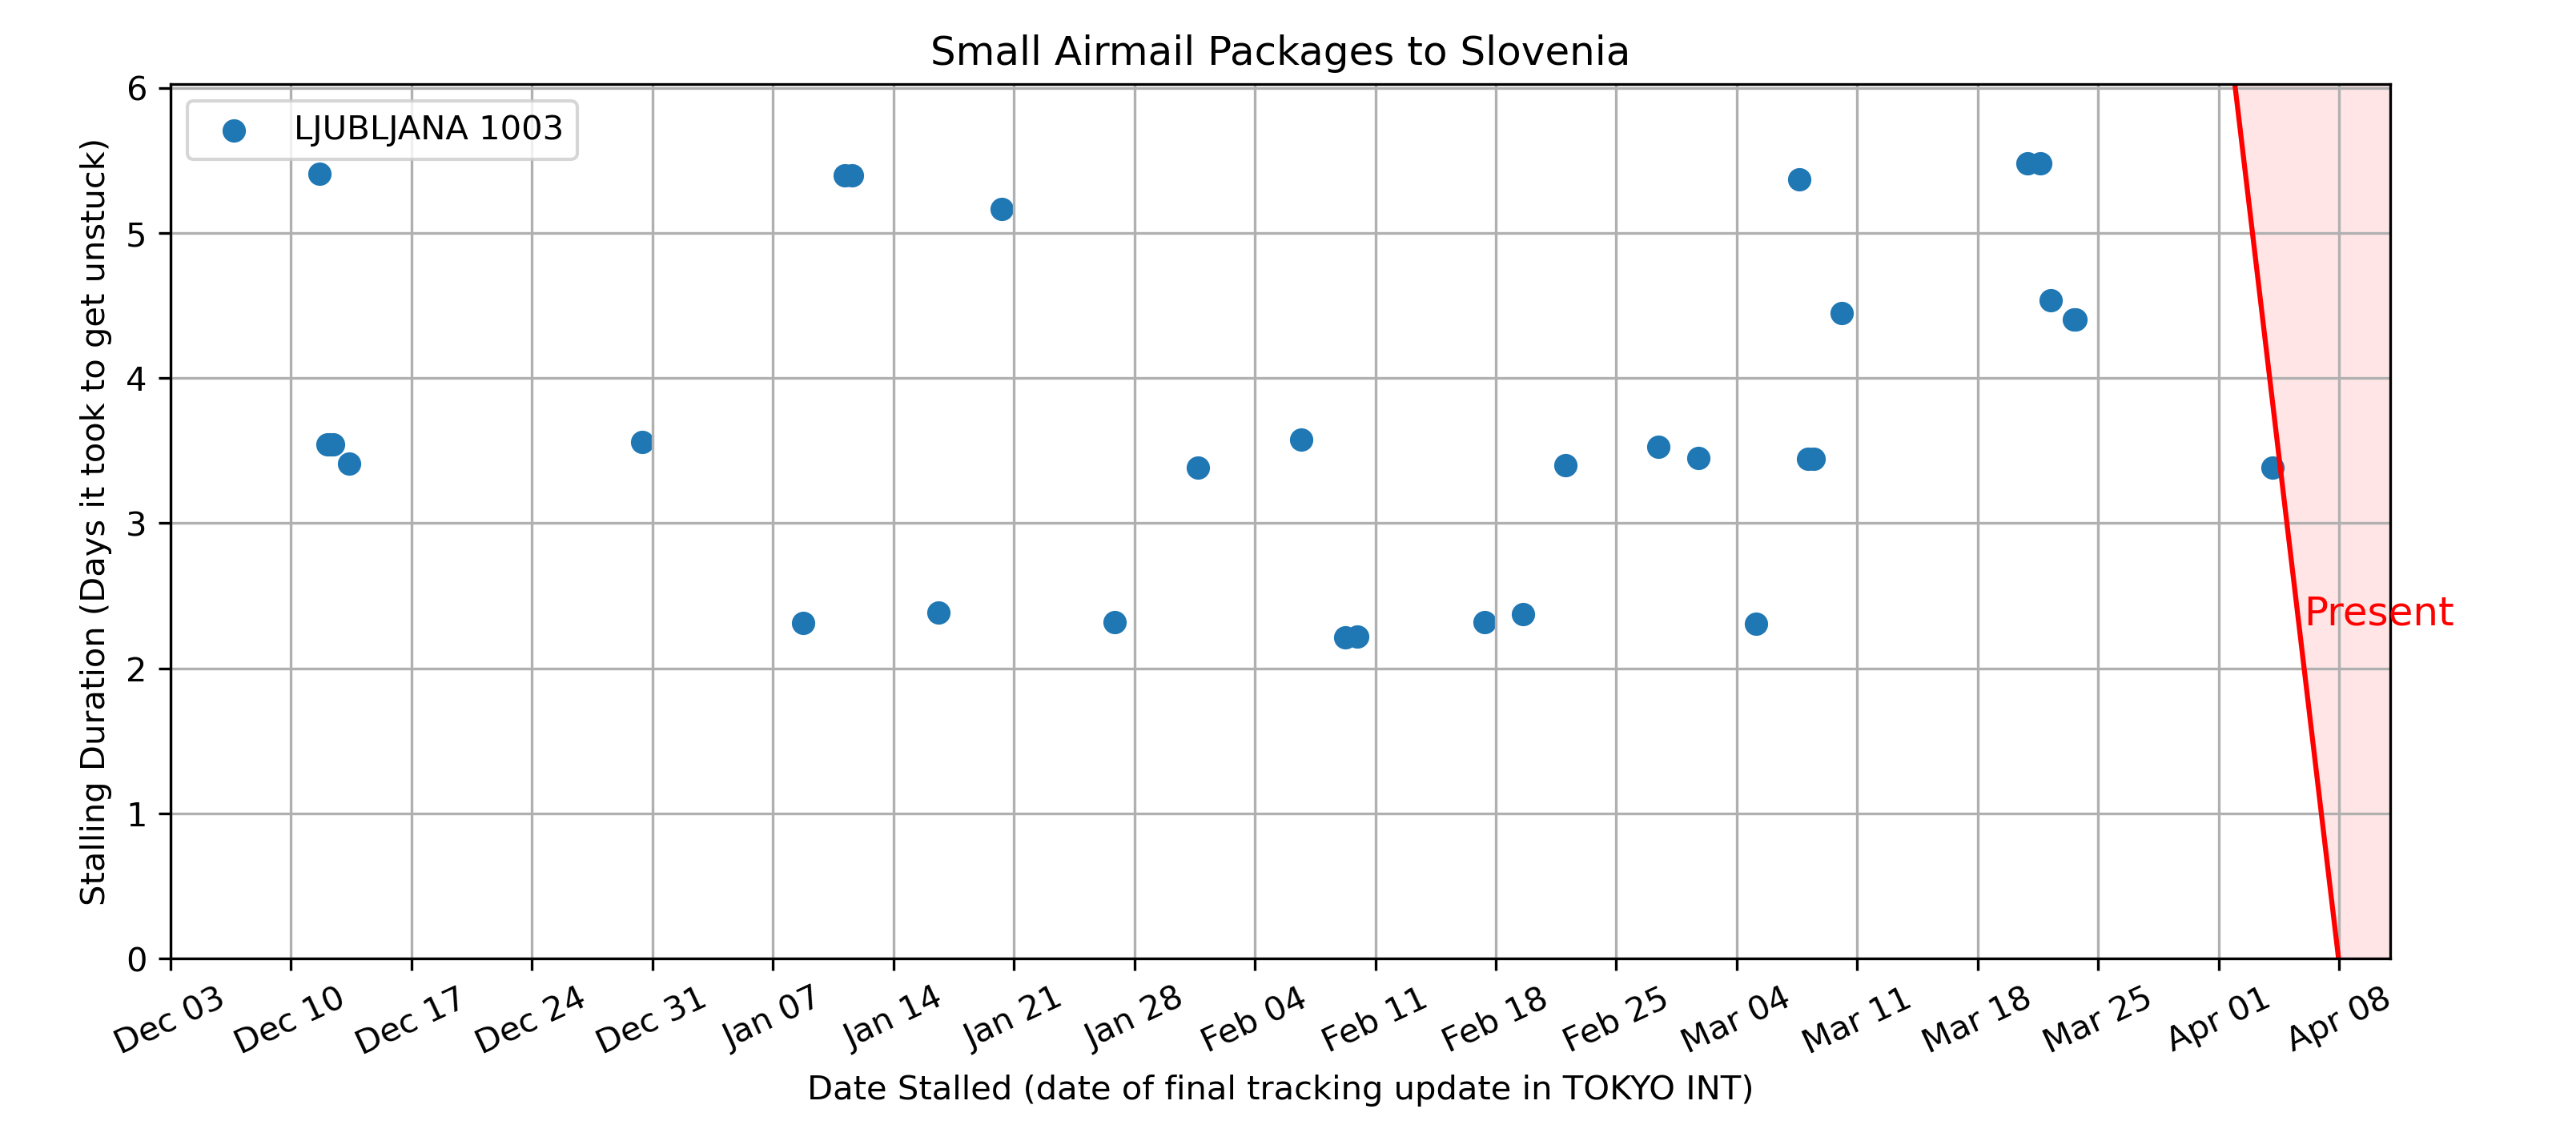 Small Airmail Packages to Slovenia
LJUBLJANA 1003
Stalling Duration (Days it took to get unstuck)
6
5
4
3
2
1
0
Present
Dec 03
Dec 10
Dec 17
Dec 24
Dec 31
Jan 07
Jan 14
Jan 21
Jan 28
Feb 04
Feb 11
Feb 18
Feb 25
Mar 04
Mar 11
Mar 18
Mar 25
Apr 01
Apr 08
Date Stalled (date of final tracking update in TOKYO INT)